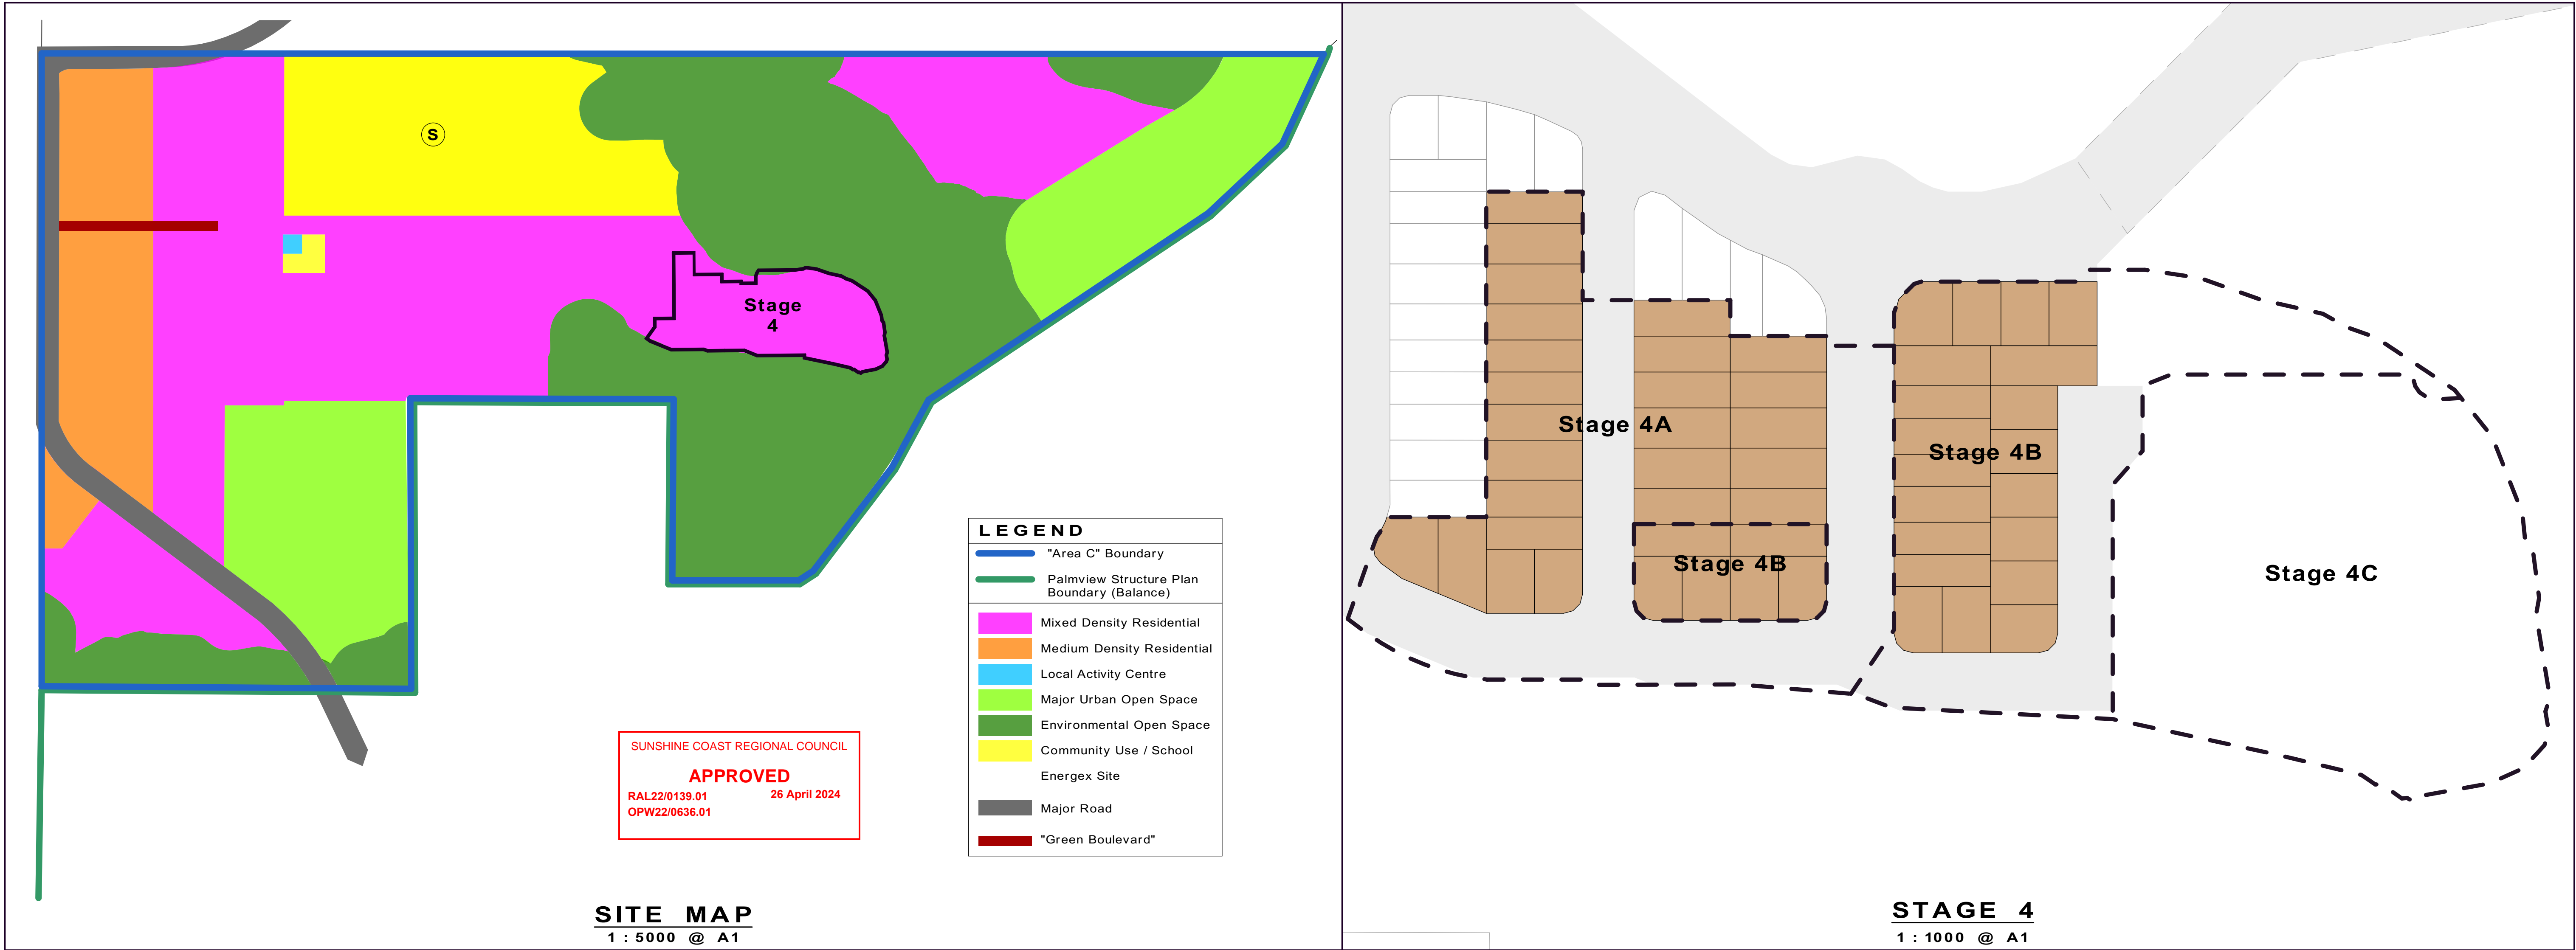 S
Stage
4
LEGEND
"Area C" Boundary
Palmview Structure Plan
Boundary (Balance)
Mixed Density Residential
Medium Density Residential
Local Activity Centre
Major Urban Open Space
Environmental Open Space
Community Use / School
Energex Site
Major Road
"Green Boulevard"
SUNSHINE COAST REGIONAL COUNCIL
APPROVED
RAL22/0139.01 26 April 2024
OPW22/0636.01
SITE MAP
1 : 5000 @ A1
Stage 4A
Stage 4B
Stage 4B
Stage 4C
STAGE 4
1 : 1000 @ A1